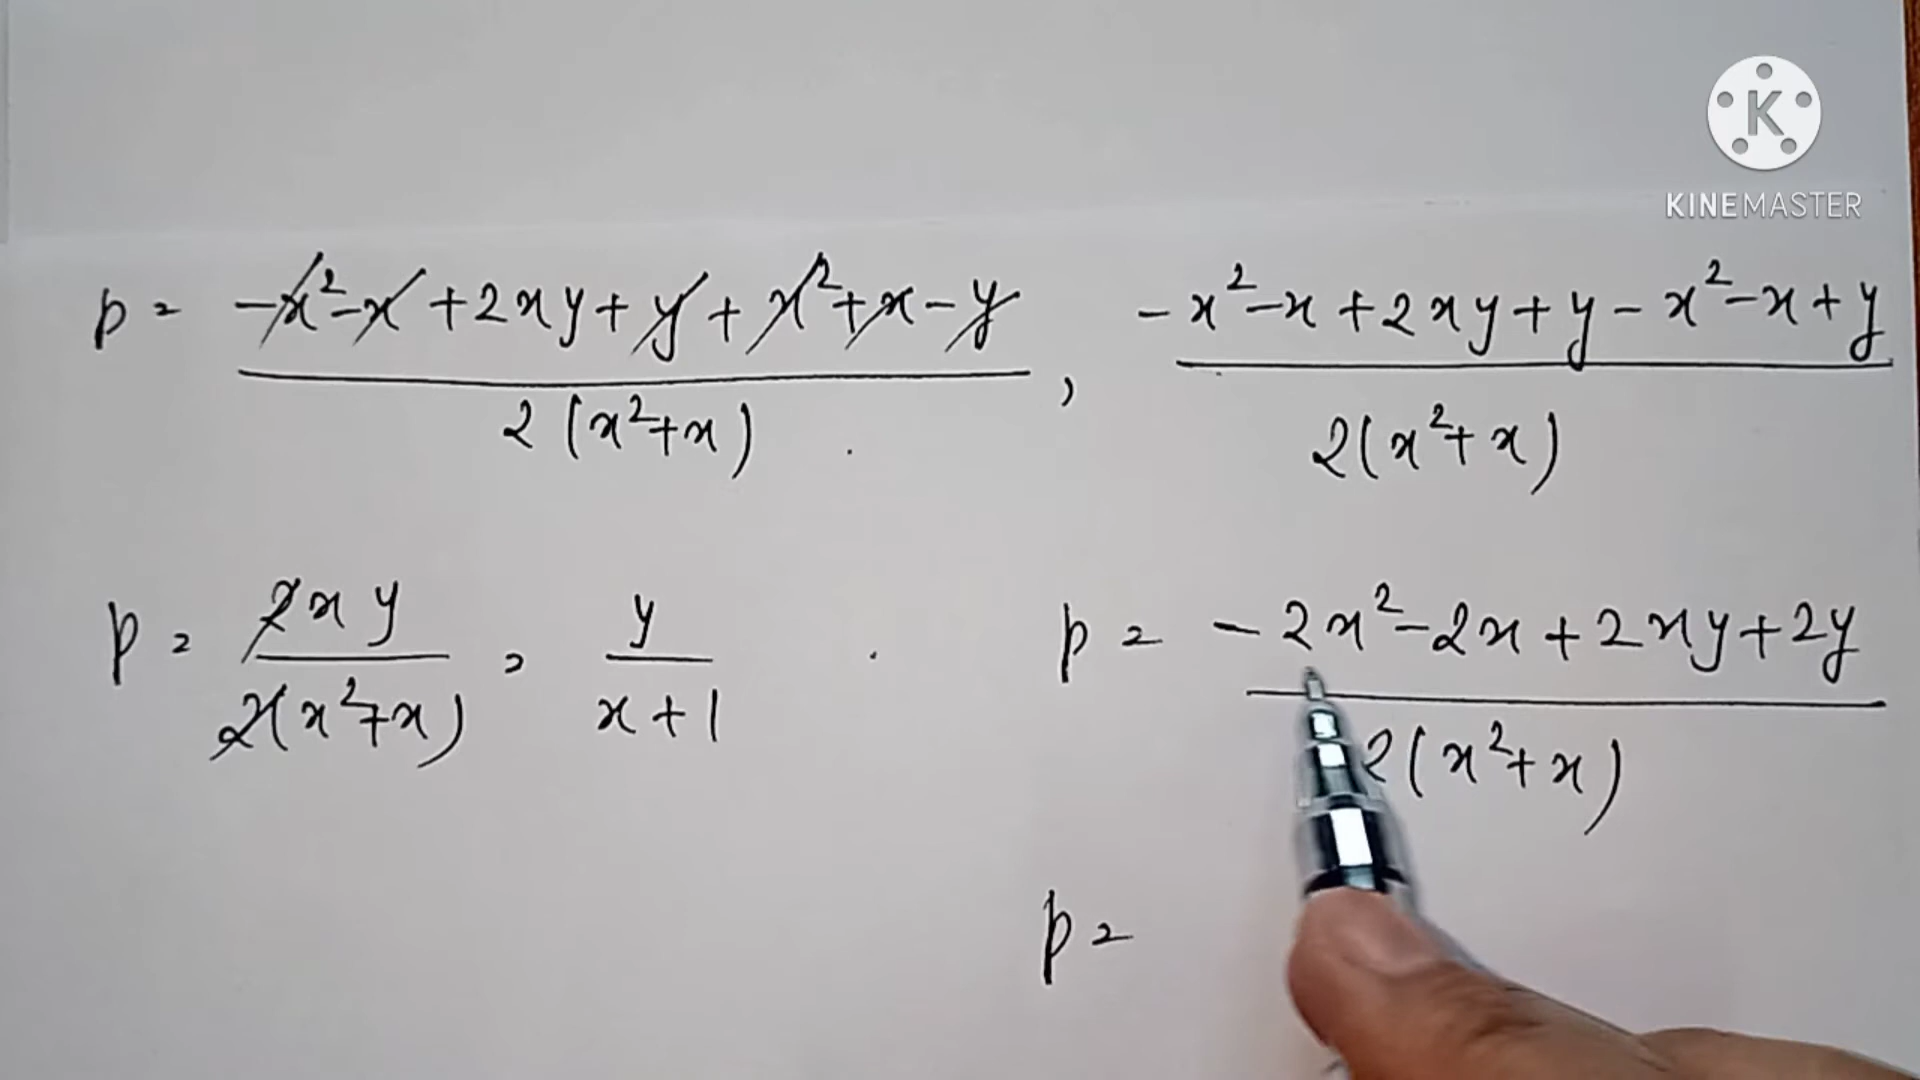 K
KINEMASTER
p = -x²-x+2xy+y+x²+x-y / 2(x²+x) , -x²-x+2xy+y-x²-x+y / 2(x²+x)
p = 2xy / 2(x²+x) = y / x+1
p = -2x²-2x+2xy+2y / 2(x²+x)
p =